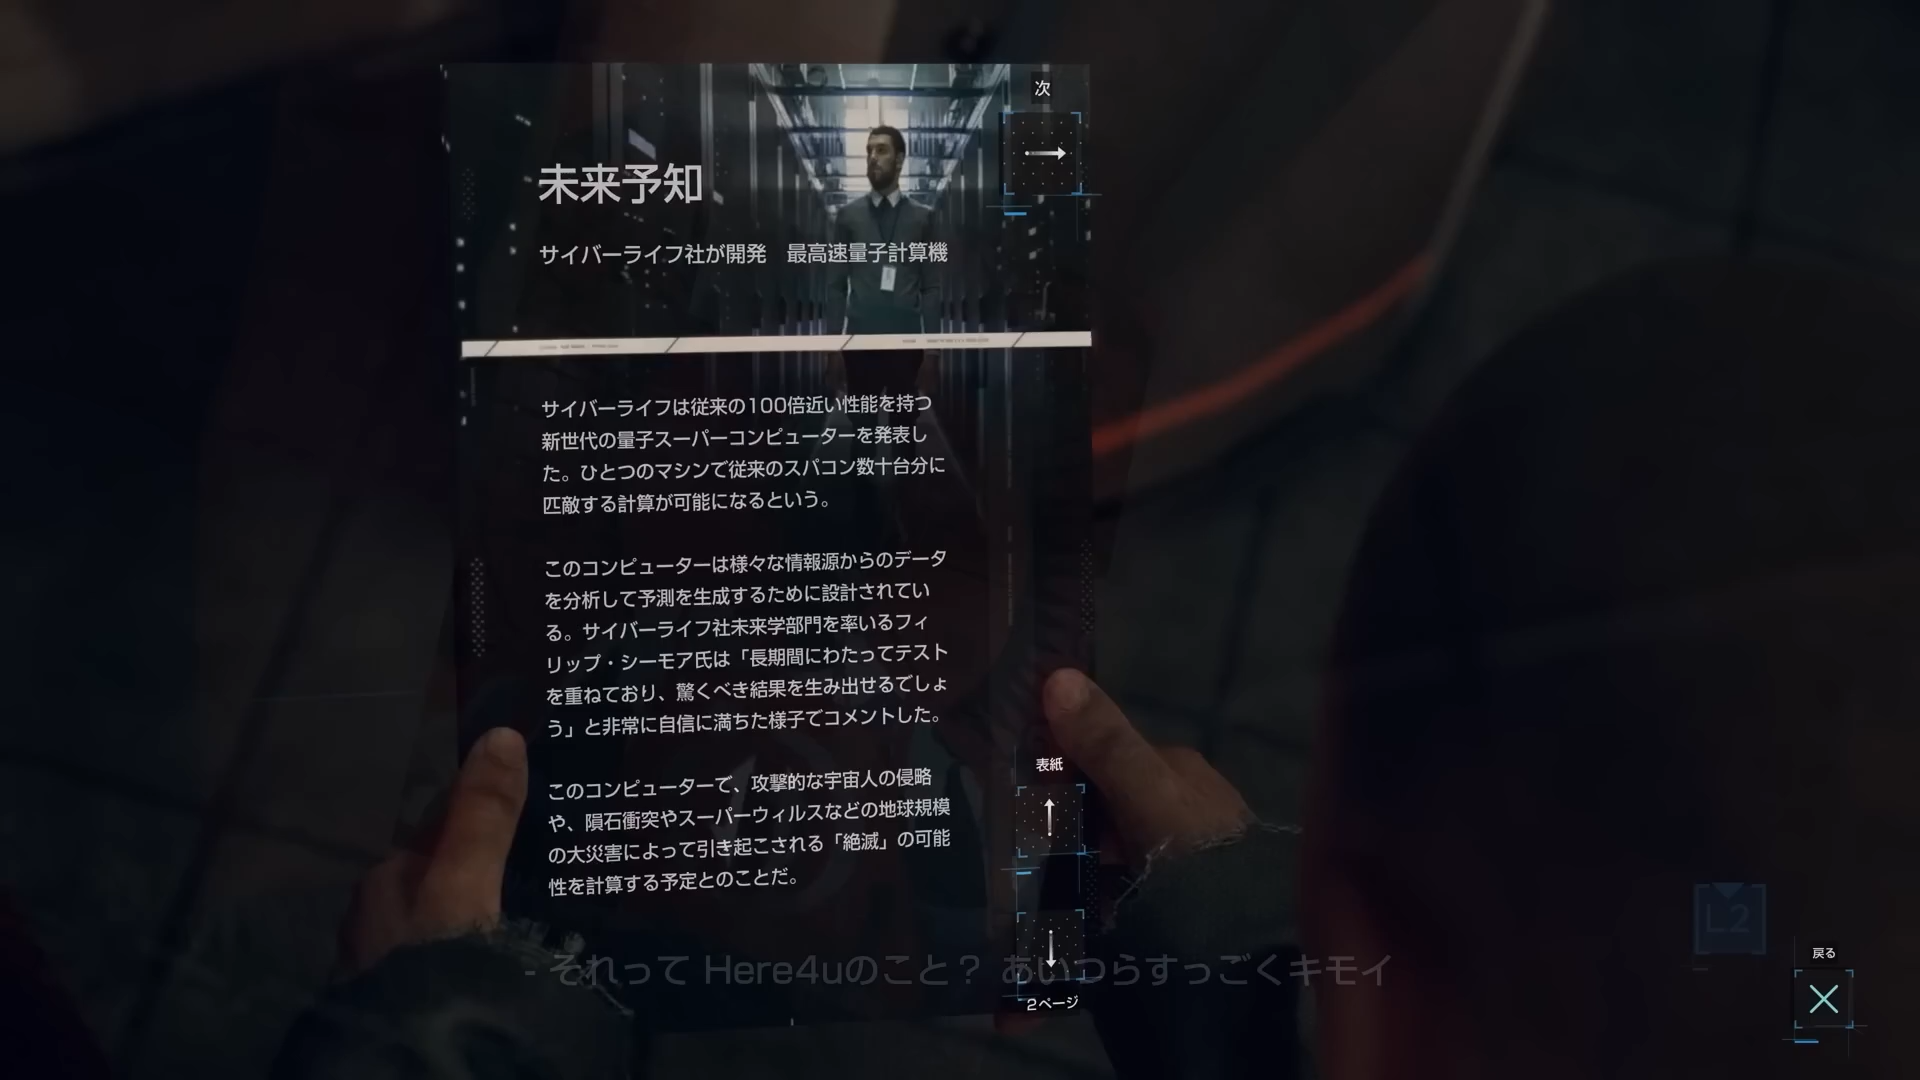 次
未来予知
サイバーライフ社が開発　最高速量子計算機
サイバーライフは従来の100倍近い性能を持つ
新世代の量子スーパーコンピューターを発表し
た。ひとつのマシンで従来のスパコン数十台分に
匹敵する計算が可能になるという。
このコンピューターは様々な情報源からのデータ
を分析して予測を生成するために設計されてい
る。サイバーライフ社未来学部門を率いるフィ
リップ・シーモア氏は「長期間にわたってテスト
を重ねており、驚くべき結果を生み出せるでしょ
う」と非常に自信に満ちた様子でコメントした。
このコンピューターで、攻撃的な宇宙人の侵略
や、隕石衝突やスーパーウィルスなどの地球規模
の大災害によって引き起こされる「絶滅」の可能
性を計算する予定とのことだ。
表紙
2ページ
L2
戻る
- それって Here4uのこと？ あいつらすっごくキモイ